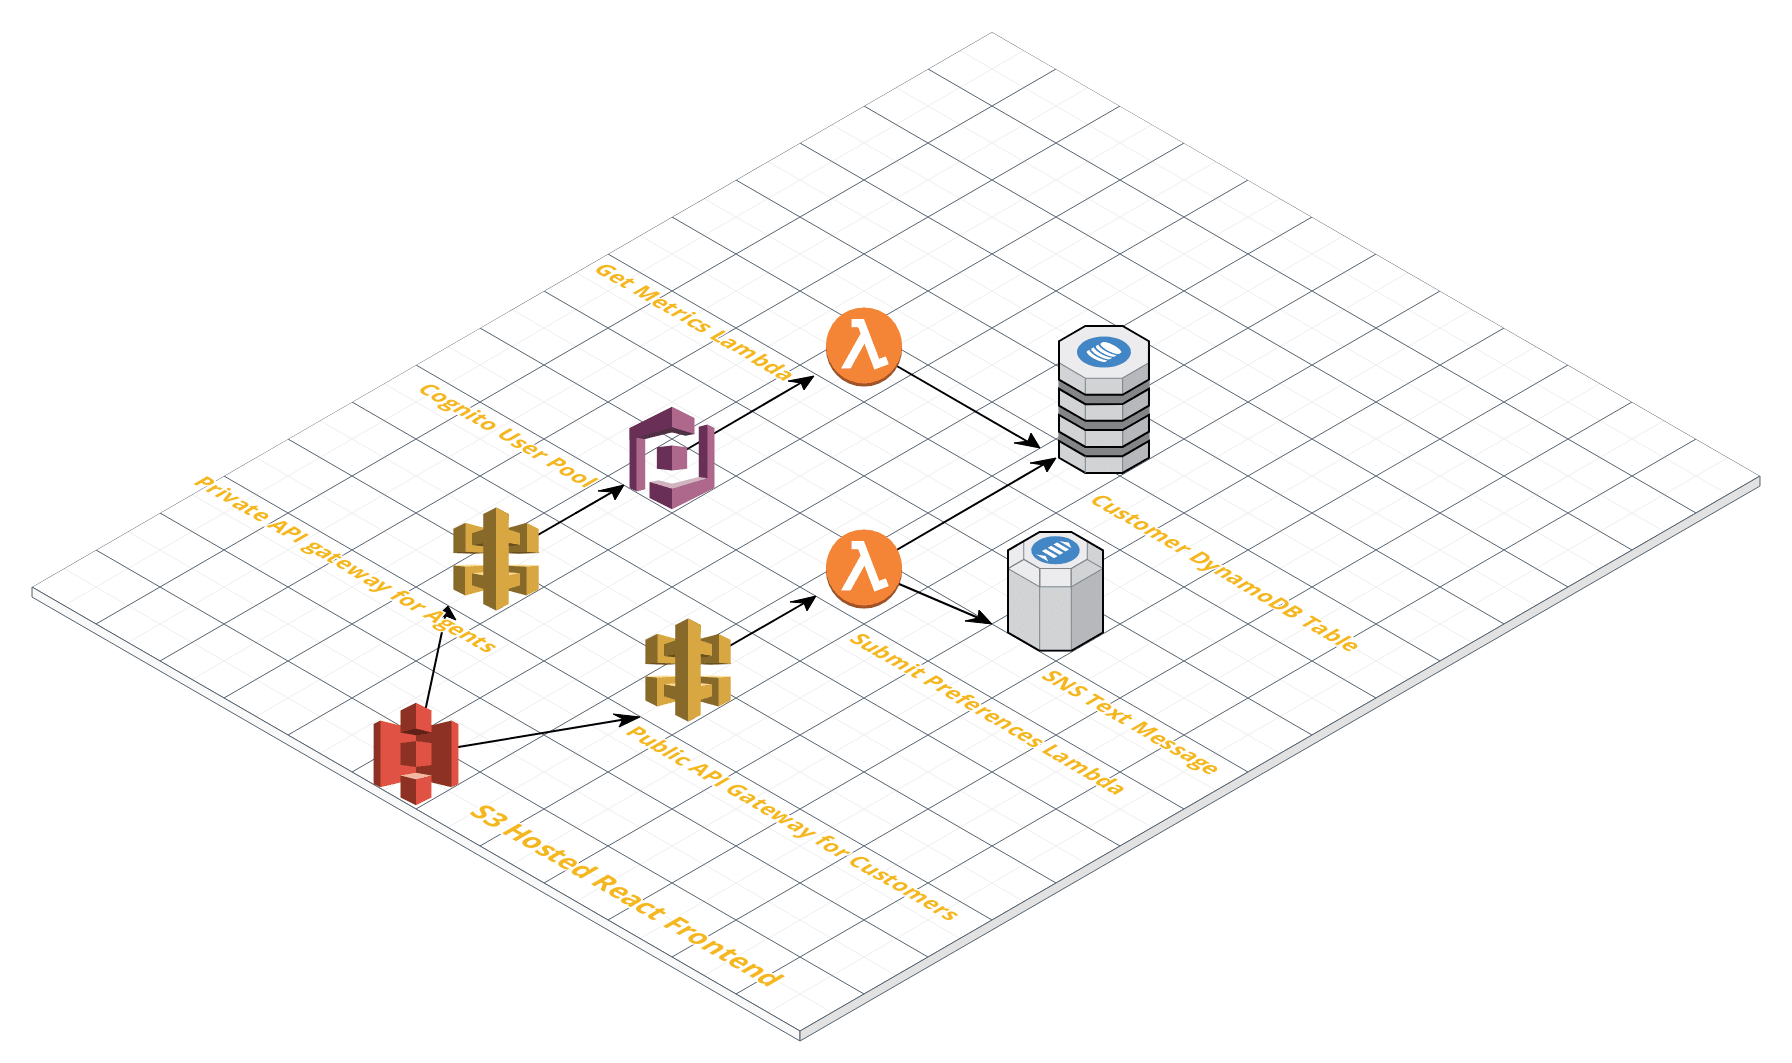 Get Metrics Lambda
Cognito User Pool
Private API gateway for Agents
Customer DynamoDB Table
SNS Text Message
Submit Preferences Lambda
Public API Gateway for Customers
S3 Hosted React Frontend